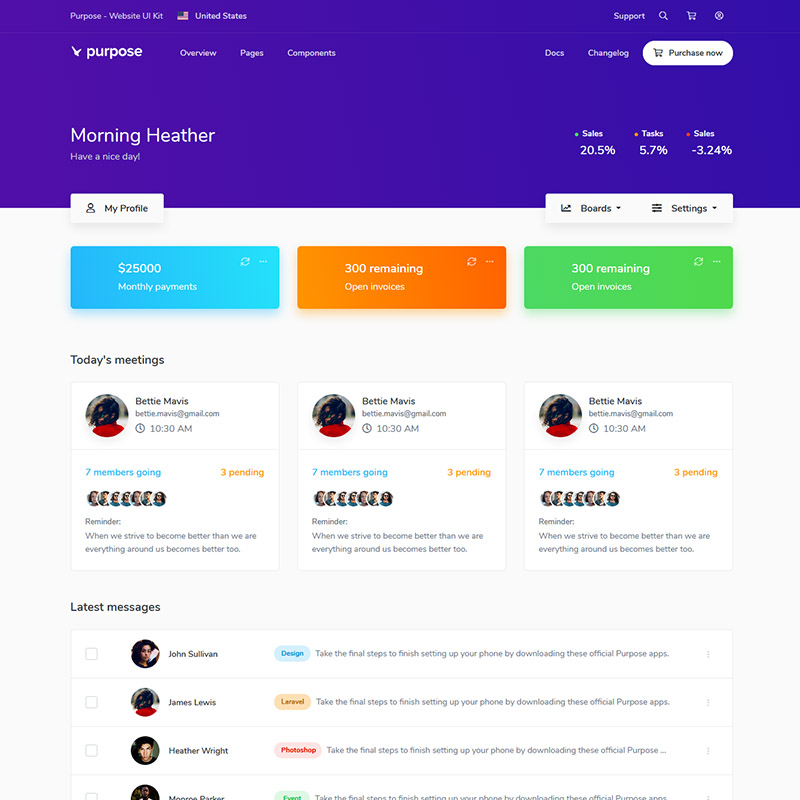 Purpose - Website UI Kit
United States
Support
purpose
Overview
Pages
Components
Docs
Changelog
Purchase now
Morning Heather
Have a nice day!
Sales
20.5%
Tasks
5.7%
Sales
-3.24%
My Profile
Boards
Settings
$25000
Monthly payments
300 remaining
Open invoices
300 remaining
Open invoices
Today's meetings
Bettie Mavis
bettie.mavis@gmail.com
10:30 AM
7 members going
3 pending
Reminder:
When we strive to become better than we are
everything around us becomes better too.
Bettie Mavis
bettie.mavis@gmail.com
10:30 AM
7 members going
3 pending
Reminder:
When we strive to become better than we are
everything around us becomes better too.
Bettie Mavis
bettie.mavis@gmail.com
10:30 AM
7 members going
3 pending
Reminder:
When we strive to become better than we are
everything around us becomes better too.
Latest messages
John Sullivan
Design
Take the final steps to finish setting up your phone by downloading these official Purpose apps.
James Lewis
Laravel
Take the final steps to finish setting up your phone by downloading these official Purpose apps.
Heather Wright
Photoshop
Take the final steps to finish setting up your phone by downloading these official Purpose ...
Monroe Parker
Event
Take the final steps to finish setting up your phone by downloading these official Purpose apps.